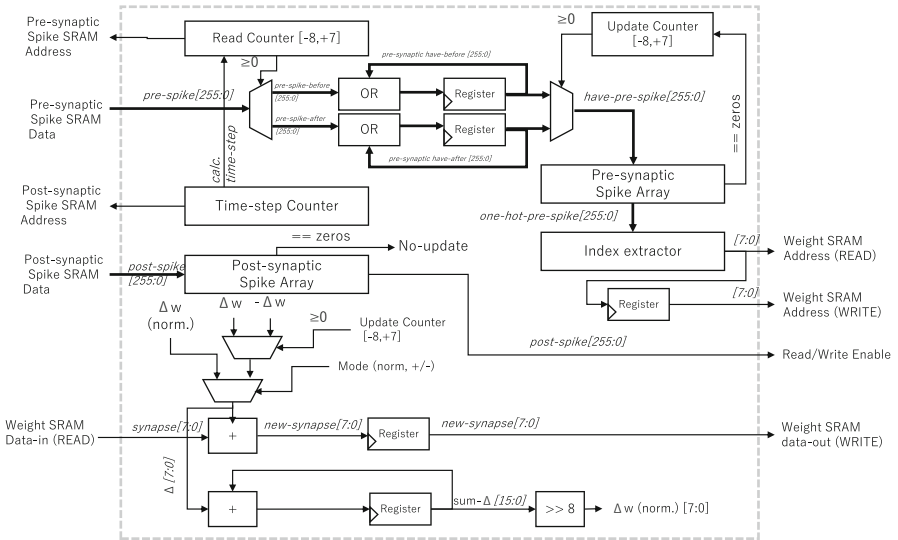 Pre-synaptic
Spike SRAM
Address
Read Counter [-8,+7]
≥0
≥0
Update Counter
[-8,+7]
pre-synaptic have-before [255:0]
Pre-synaptic
Spike SRAM
Data
pre-spike[255:0]
pre-spike-before
[255:0]
OR
Register
pre-spike-after
[255:0]
OR
Register
pre-synaptic have-after [255:0]
have-pre-spike[255:0]
== zeros
calc.
time-step
Pre-synaptic
Spike Array
Post-synaptic
Spike SRAM
Address
Time-step Counter
one-hot-pre-spike[255:0]
== zeros
No-update
Index extractor
[7:0]
Weight SRAM
Address (READ)
Post-synaptic
Spike SRAM
Data
post-spike
[255:0]
Post-synaptic
Spike Array
Register
[7:0]
Weight SRAM
Address (WRITE)
Δw
(norm.)
Δw
-Δw
≥0
Update Counter
[-8,+7]
post-spike[255:0]
Read/Write Enable
Mode (norm, +/-)
Weight SRAM
Data-in (READ)
synapse[7:0]
+
new-synapse[7:0]
Register
new-synapse[7:0]
Weight SRAM
data-out (WRITE)
Δ [7:0]
+
Register
sum-Δ [15:0]
>> 8
Δw (norm.) [7:0]